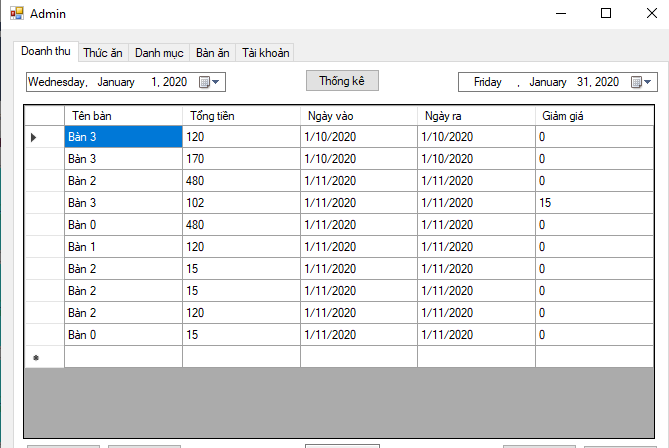 Admin
Doanh thu Thức ăn Danh mục Bàn ăn Tài khoản
Wednesday, January 1, 2020 Thống kê Friday , January 31, 2020
Tên bàn Tổng tiền Ngày vào Ngày ra Giảm giá
Bàn 3 120 1/10/2020 1/10/2020 0
Bàn 3 170 1/10/2020 1/10/2020 0
Bàn 2 480 1/11/2020 1/11/2020 0
Bàn 3 102 1/11/2020 1/11/2020 15
Bàn 0 480 1/11/2020 1/11/2020 0
Bàn 1 120 1/11/2020 1/11/2020 0
Bàn 2 15 1/11/2020 1/11/2020 0
Bàn 2 15 1/11/2020 1/11/2020 0
Bàn 2 120 1/11/2020 1/11/2020 0
Bàn 0 15 1/11/2020 1/11/2020 0